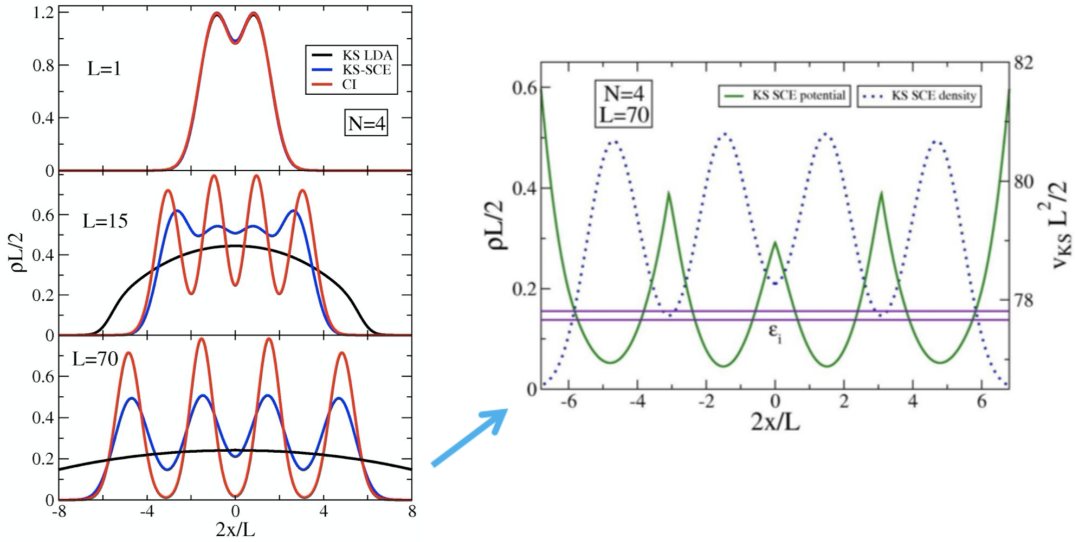 1.2
0.8
0.4
0
L=1
KS LDA
KS-SCE
CI
N=4
0.6
0.4
0.2
0
L=15
ρL/2
0.6
0.4
0.2
0
L=70
-8
-4
0
4
8
2x/L
0.6
0.4
0.2
0
ρL/2
N=4
L=70
KS SCE potential
KS SCE density
82
80
78
v_KS L²/2
ε_i
-6
-4
-2
0
2
4
6
2x/L